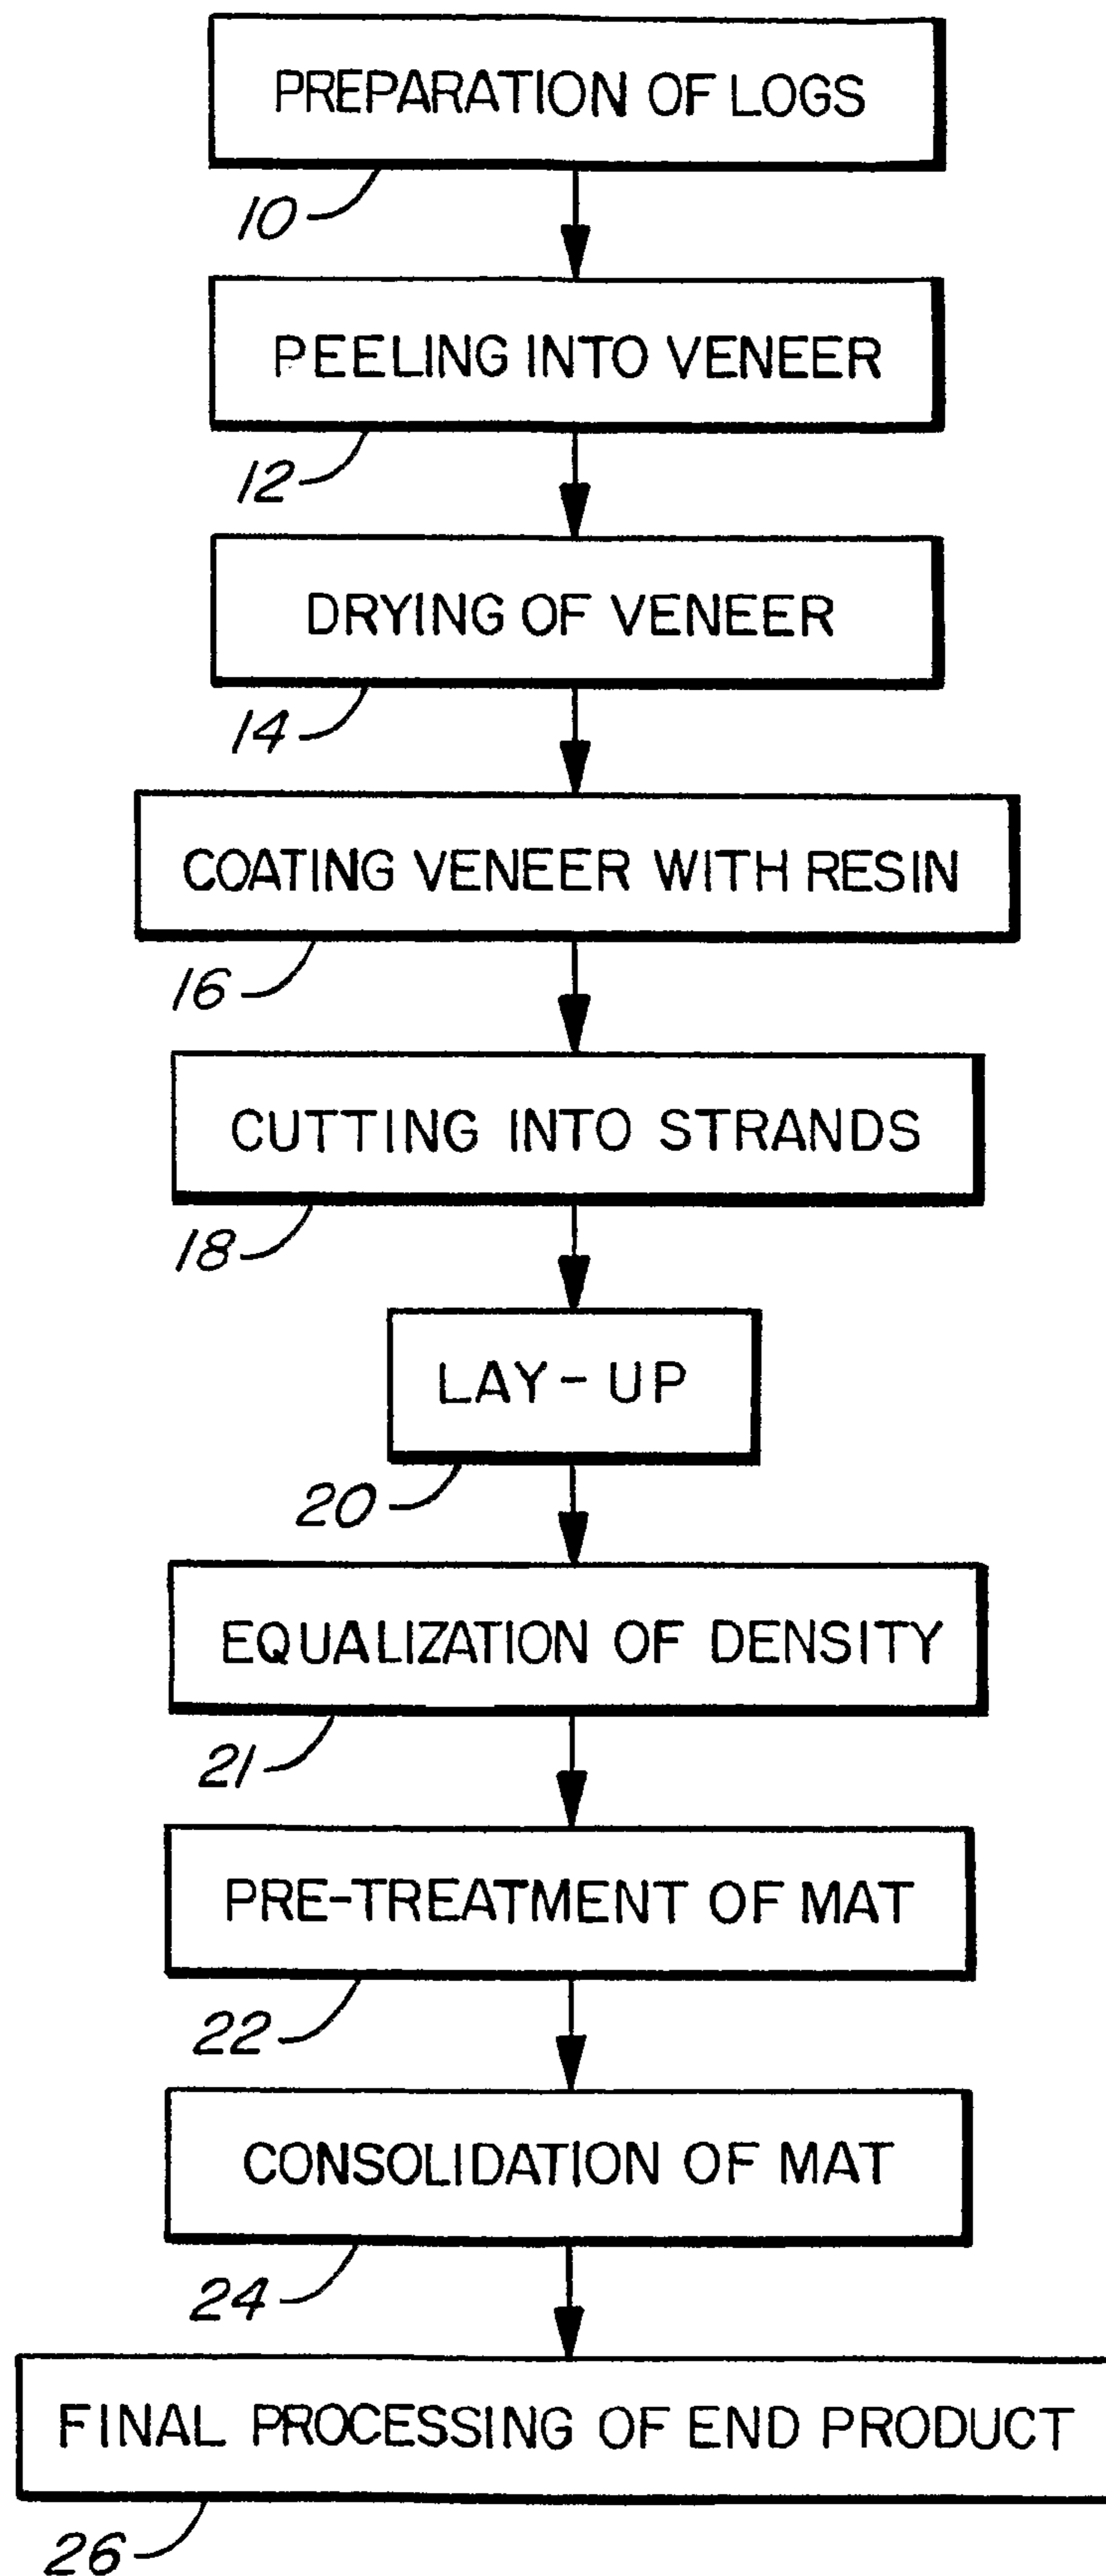 PREPARATION OF LOGS
10
PEELING INTO VENEER
12
DRYING OF VENEER
14
COATING VENEER WITH RESIN
16
CUTTING INTO STRANDS
18
LAY-UP
20
EQUALIZATION OF DENSITY
21
PRE-TREATMENT OF MAT
22
CONSOLIDATION OF MAT
24
FINAL PROCESSING OF END PRODUCT
26